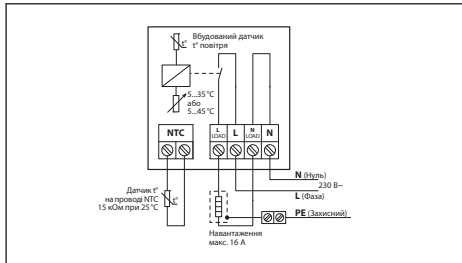 t°
Вбудований датчик
t° повітря
5...35 °C
або
5...45 °C
NTC
L
LOAD
L
N
LOAD
N
N (Нуль)
230 В~
L (Фаза)
Датчик t°
на проводі NTC
15 кОм при 25 °C
t°
PE (Захисний)
Навантаження
макс. 16 А